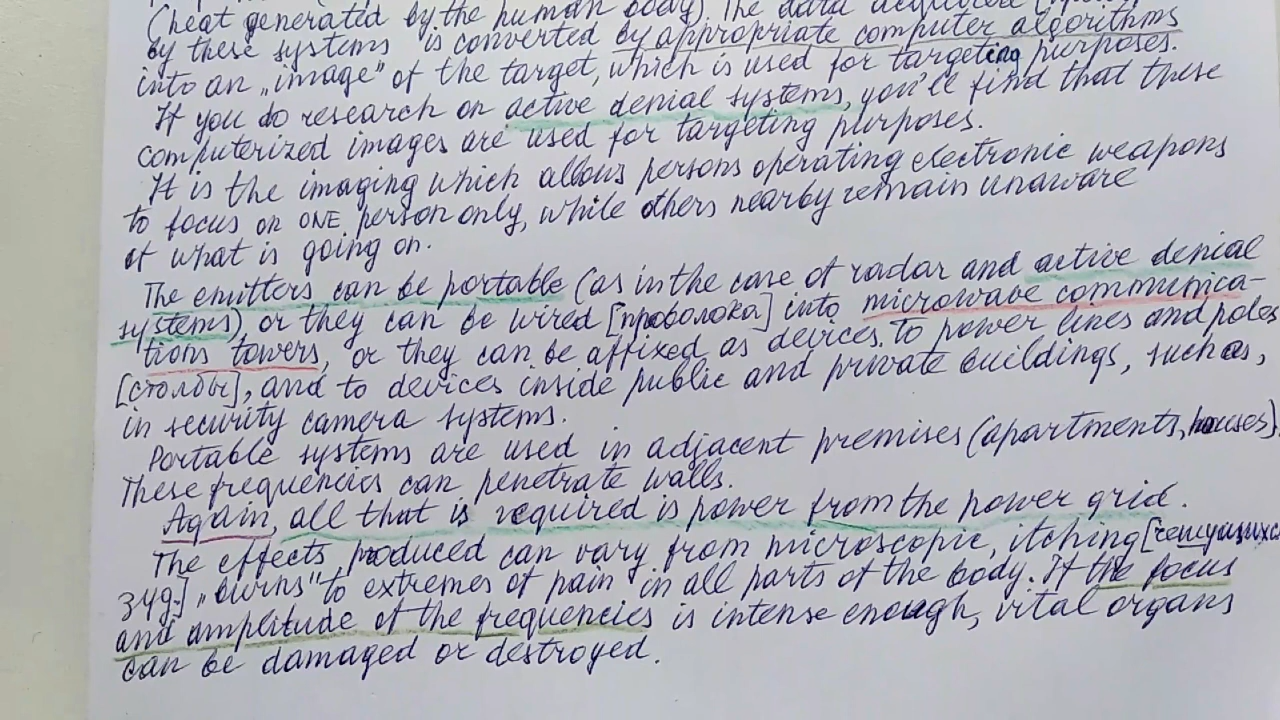 (heat generated by the human body) The data acquired
by these systems "is converted by appropriate computer algorithms
into an „image" of the target, which is used for targeting purposes.
If you do research on active denial systems, you'll find that these
computerized images are used for targeting purposes.
It is the imaging which allows persons operating electronic weapons
to focus on ONE person only, while others nearby remain unaware
of what is going on.
The emitters can be portable (as in the case of radar and active denial
systems) or they can be wired [проволока] into microwave communica-
tions towers, or they can be affixed as devices to power lines and poles
[столбы], and to devices inside public and private buildings, such as,
in security camera systems.
Portable systems are used in adjacent premises (apartments, houses).
These frequencies can penetrate walls.
Again, all that is required is power from the power grid.
The effects produced can vary from microscopic, itching
зуд.] „burns" to extremes of pain in all parts of the body. If the focus
and amplitude of the frequencies is intense enough, vital organs
can be damaged or destroyed.